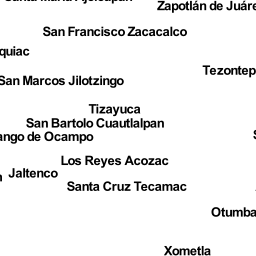 Zapotlán de Juáre
San Francisco Zacacalco
quiac
Tezontep
San Marcos Jilotzingo
Tizayuca
San Bartolo Cuautlalpan
ango de Ocampo
Los Reyes Acozac
Jaltenco
Santa Cruz Tecamac
Otumba
Xometla